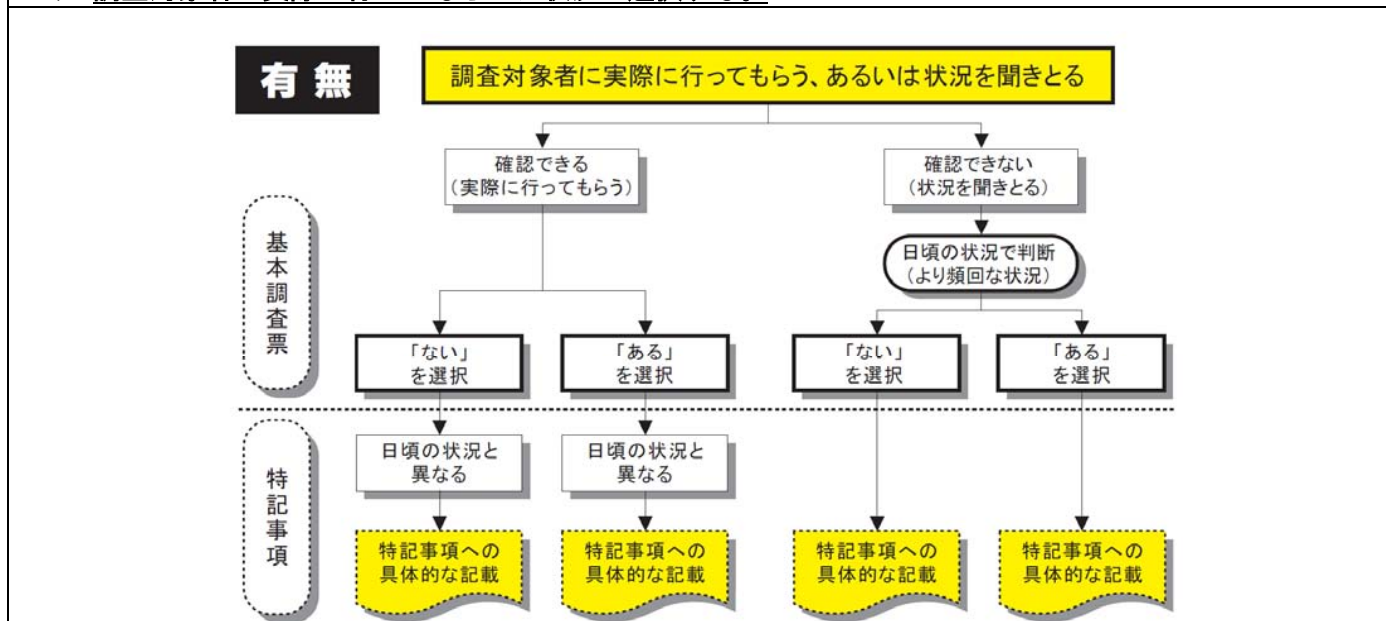 有無
調査対象者に実際に行ってもらう、あるいは状況を聞きとる
確認できる
(実際に行ってもらう)
確認できない
(状況を聞きとる)
日頃の状況で判断
(より頻回な状況)
基本調査票
「ない」
を選択
「ある」
を選択
「ない」
を選択
「ある」
を選択
特記事項
日頃の状況と
異なる
日頃の状況と
異なる
特記事項への
具体的な記載
特記事項への
具体的な記載
特記事項への
具体的な記載
特記事項への
具体的な記載